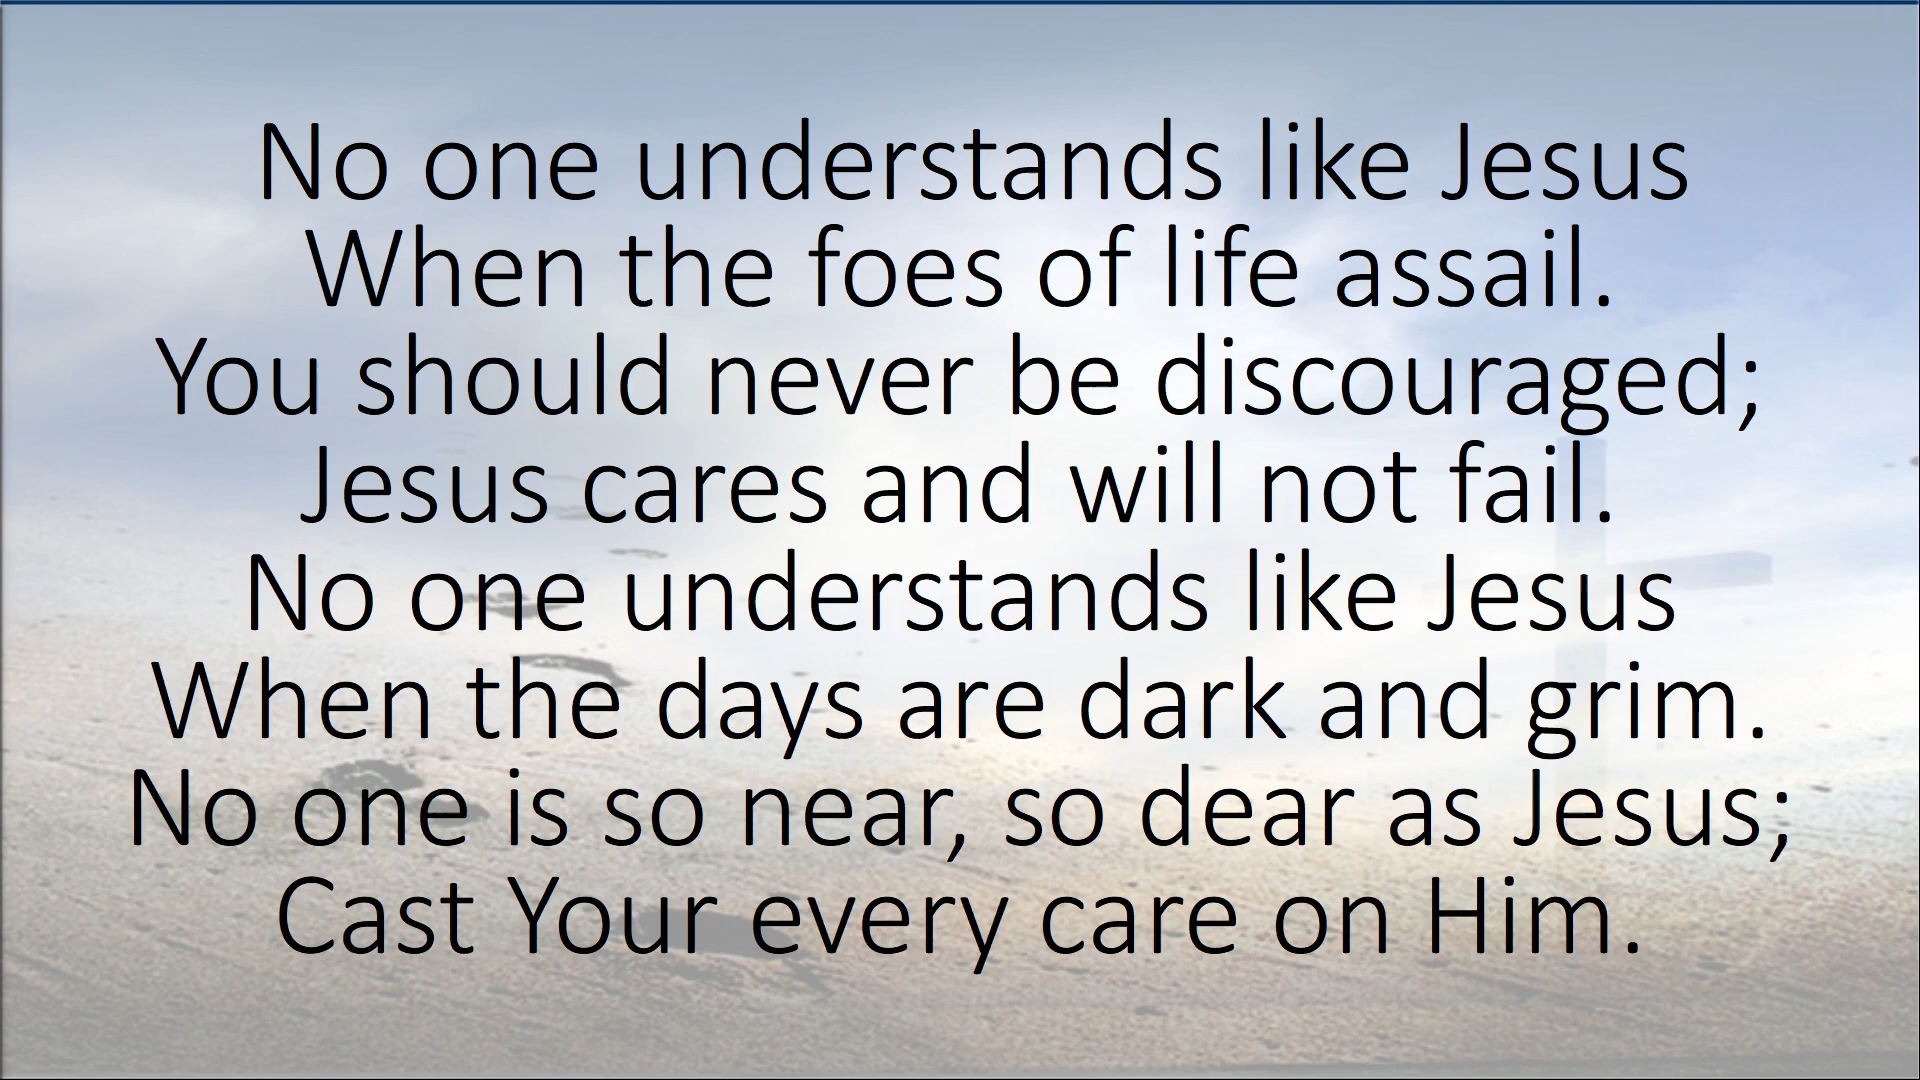 No one understands like Jesus
When the foes of life assail.
You should never be discouraged;
Jesus cares and will not fail.
No one understands like Jesus
When the days are dark and grim.
No one is so near, so dear as Jesus;
Cast Your every care on Him.